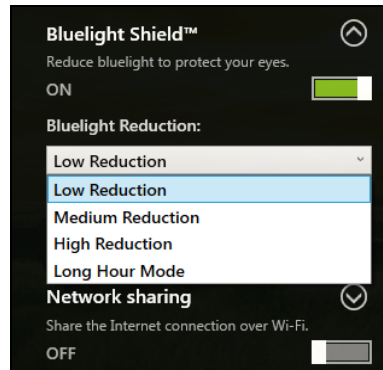 Bluelight Shield™
Reduce bluelight to protect your eyes.
ON
Bluelight Reduction:
Low Reduction
Low Reduction
Medium Reduction
High Reduction
Long Hour Mode
Network sharing
Share the Internet connection over Wi-Fi.
OFF